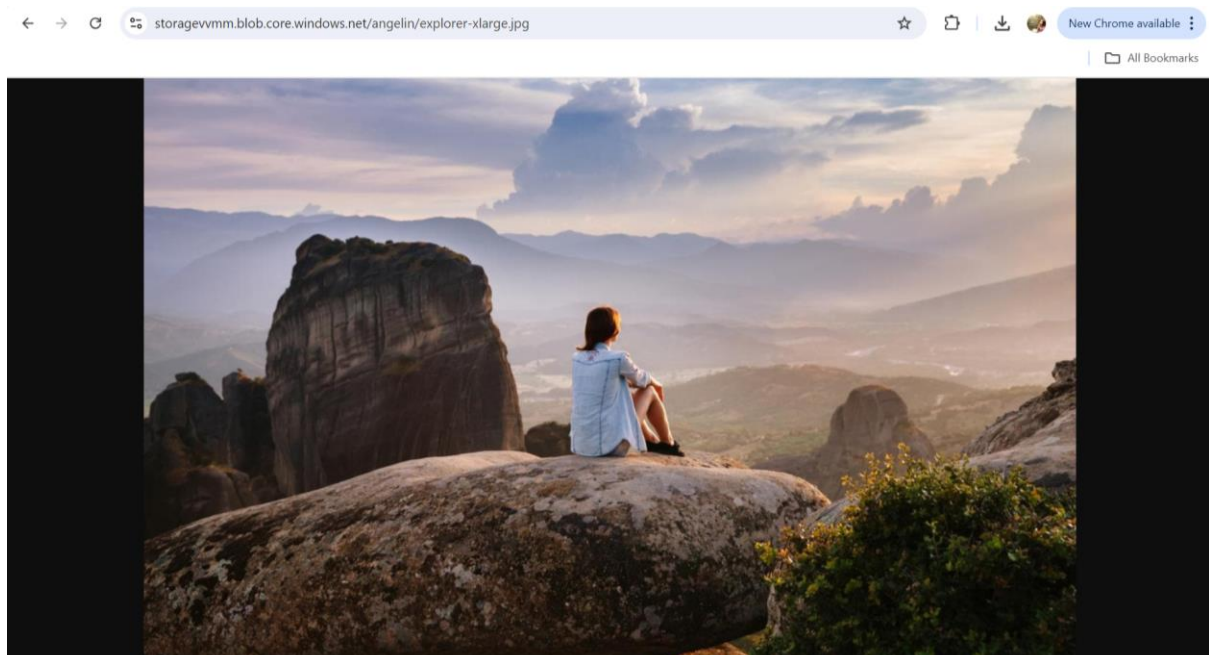 storagevvmm.blob.core.windows.net/angelin/explorer-xlarge.jpg
New Chrome available
All Bookmarks